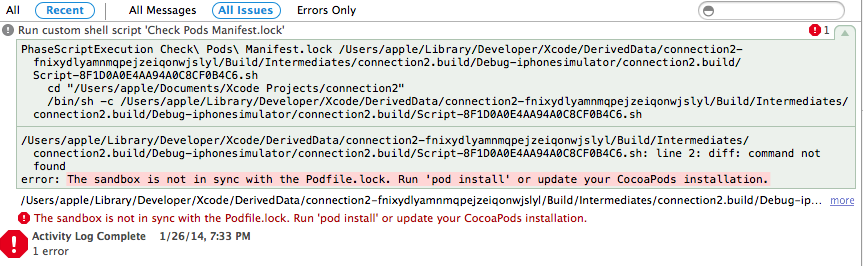 All Recent All Messages All Issues Errors Only
Run custom shell script 'Check Pods Manifest.lock' 1
PhaseScriptExecution Check\ Pods\ Manifest.lock /Users/apple/Library/Developer/Xcode/DerivedData/connection2-
fnixydlyamnmqpejzeiqonwjslyl/Build/Intermediates/connection2.build/Debug-iphonesimulator/connection2.build/
Script-8F1D0A0E4AA94A0C8CF0B4C6.sh
cd "/Users/apple/Documents/Xcode Projects/connection2"
/bin/sh -c /Users/apple/Library/Developer/Xcode/DerivedData/connection2-fnixydlyamnmqpejzeiqonwjslyl/Build/Intermediates/
connection2.build/Debug-iphonesimulator/connection2.build/Script-8F1D0A0E4AA94A0C8CF0B4C6.sh
/Users/apple/Library/Developer/Xcode/DerivedData/connection2-fnixydlyamnmqpejzeiqonwjslyl/Build/Intermediates/
connection2.build/Debug-iphonesimulator/connection2.build/Script-8F1D0A0E4AA94A0C8CF0B4C6.sh: line 2: diff: command not
found
error: The sandbox is not in sync with the Podfile.lock. Run 'pod install' or update your CocoaPods installation.
/Users/apple/Library/Developer/Xcode/DerivedData/connection2-fnixydlyamnmqpejzeiqonwjslyl/Build/Intermediates/connection2.build/Debug-ip... more
The sandbox is not in sync with the Podfile.lock. Run 'pod install' or update your CocoaPods installation.
Activity Log Complete 1/26/14, 7:33 PM
1 error